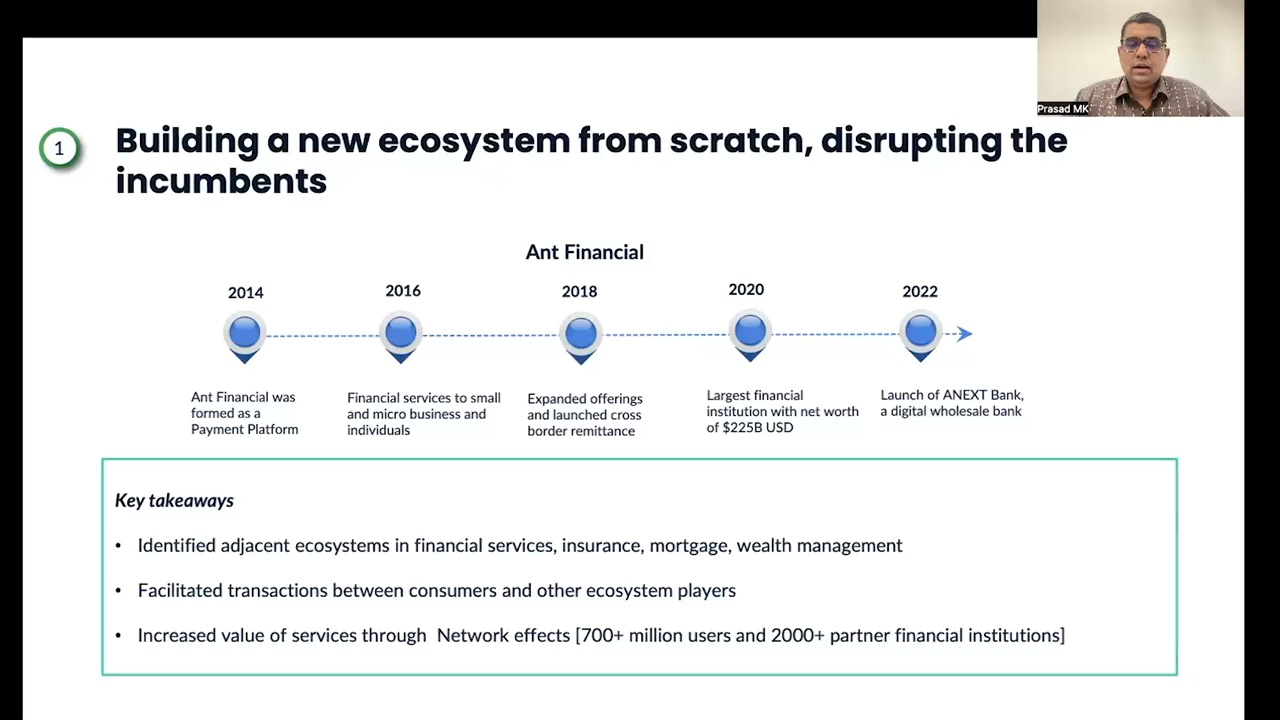 Prasad MK
1
Building a new ecosystem from scratch, disrupting the
incumbents
Ant Financial
2014
2016
2018
2020
2022
Ant Financial was
formed as a
Payment Platform
Financial services to small
and micro business and
individuals
Expanded offerings
and launched cross
border remittance
Largest financial
institution with net worth
of $225B USD
Launch of ANEXT Bank,
a digital wholesale bank
Key takeaways
• Identified adjacent ecosystems in financial services, insurance, mortgage, wealth management
• Facilitated transactions between consumers and other ecosystem players
• Increased value of services through Network effects [700+ million users and 2000+ partner financial institutions]